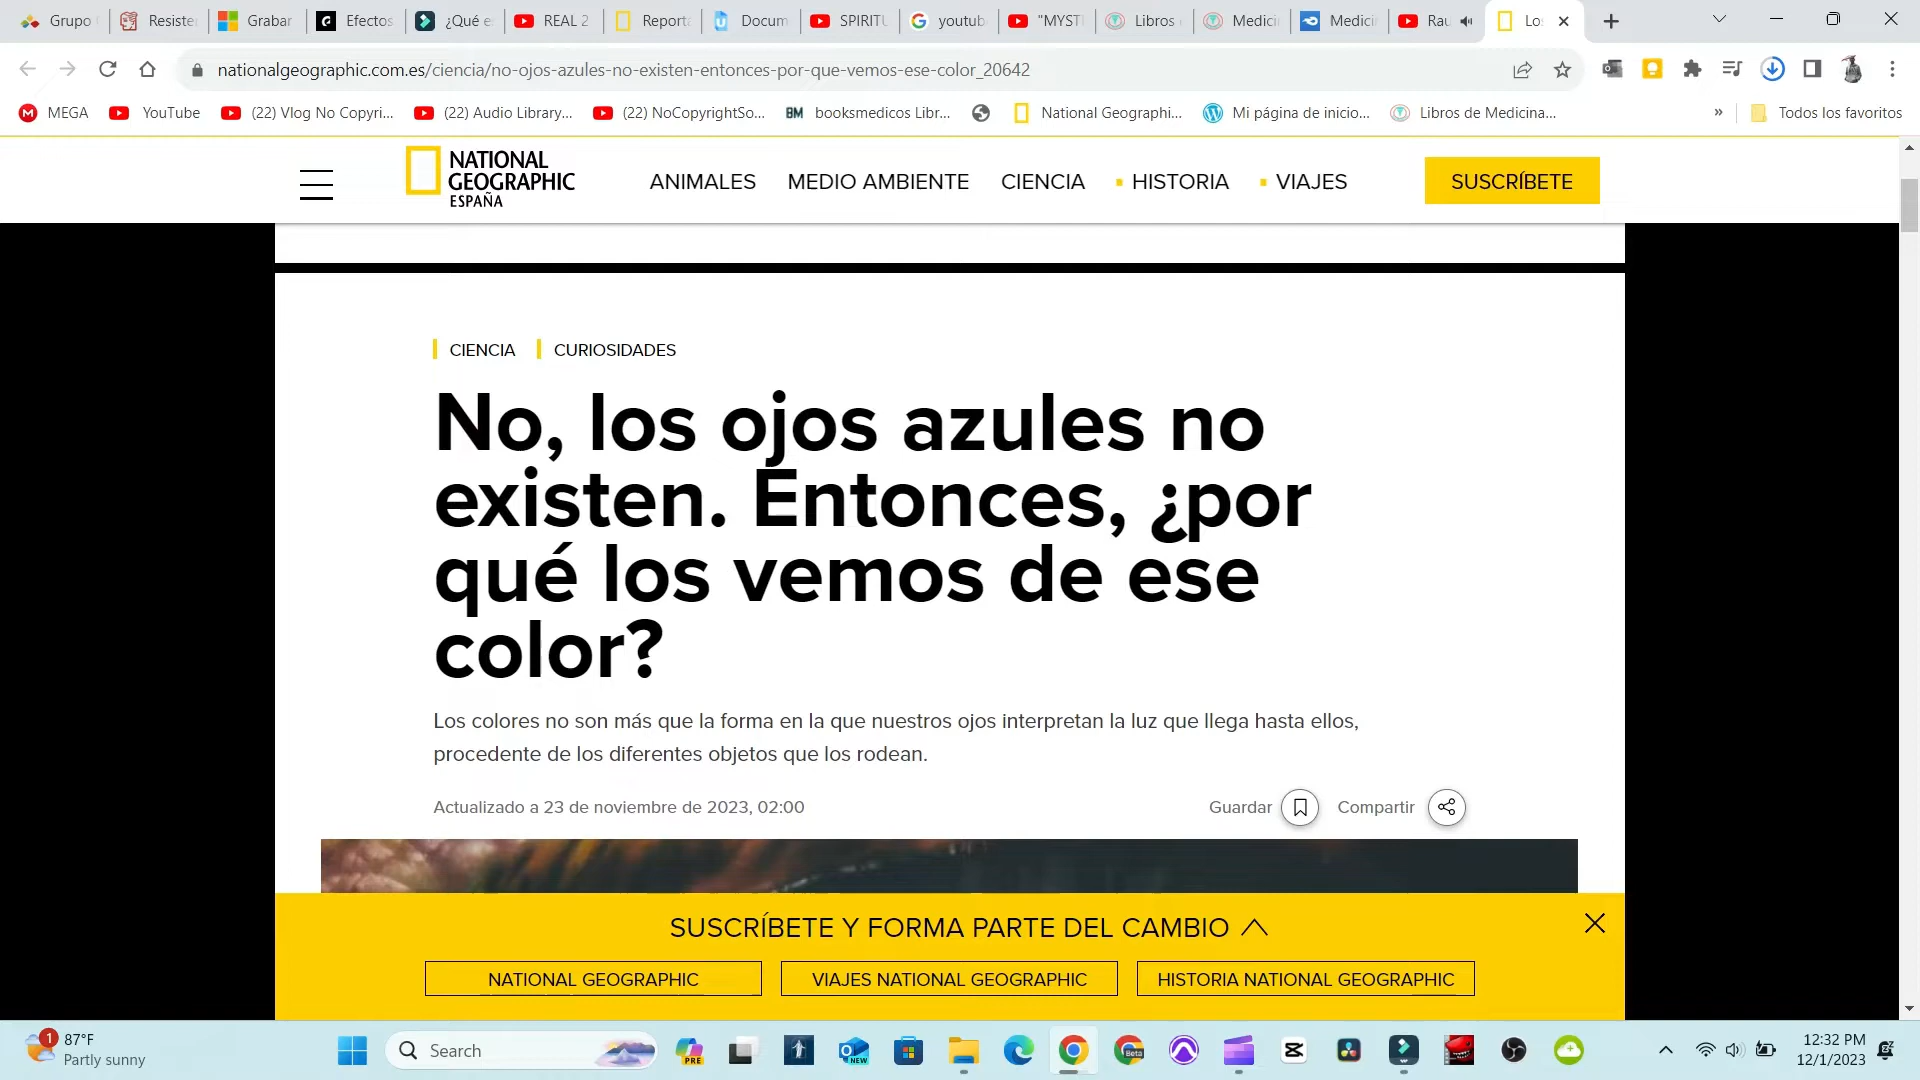 Grupo
Resiste
Grabar
Efectos
¿Qué e
REAL 2
Report
Docum
SPIRITU
youtub
"MYSTI
Libros
Medici
Medici
Rau
Lo
nationalgeographic.com.es/ciencia/no-ojos-azules-no-existen-entonces-por-que-vemos-ese-color_20642
MEGA
YouTube
(22) Vlog No Copyri...
(22) Audio Library...
(22) NoCopyrightSo...
BM booksmedicos Libr...
National Geographi...
Mi página de inicio...
Libros de Medicina...
»
Todos los favoritos
NATIONAL
GEOGRAPHIC
ESPAÑA
ANIMALES
MEDIO AMBIENTE
CIENCIA
HISTORIA
VIAJES
SUSCRÍBETE
CIENCIA
CURIOSIDADES
No, los ojos azules no
existen. Entonces, ¿por
qué los vemos de ese
color?
Los colores no son más que la forma en la que nuestros ojos interpretan la luz que llega hasta ellos,
procedente de los diferentes objetos que los rodean.
Actualizado a 23 de noviembre de 2023, 02:00
Guardar
Compartir
SUSCRÍBETE Y FORMA PARTE DEL CAMBIO
NATIONAL GEOGRAPHIC
VIAJES NATIONAL GEOGRAPHIC
HISTORIA NATIONAL GEOGRAPHIC
1
87°F
Partly sunny
Search
PRE
NEW
Beta
12:32 PM
12/1/2023